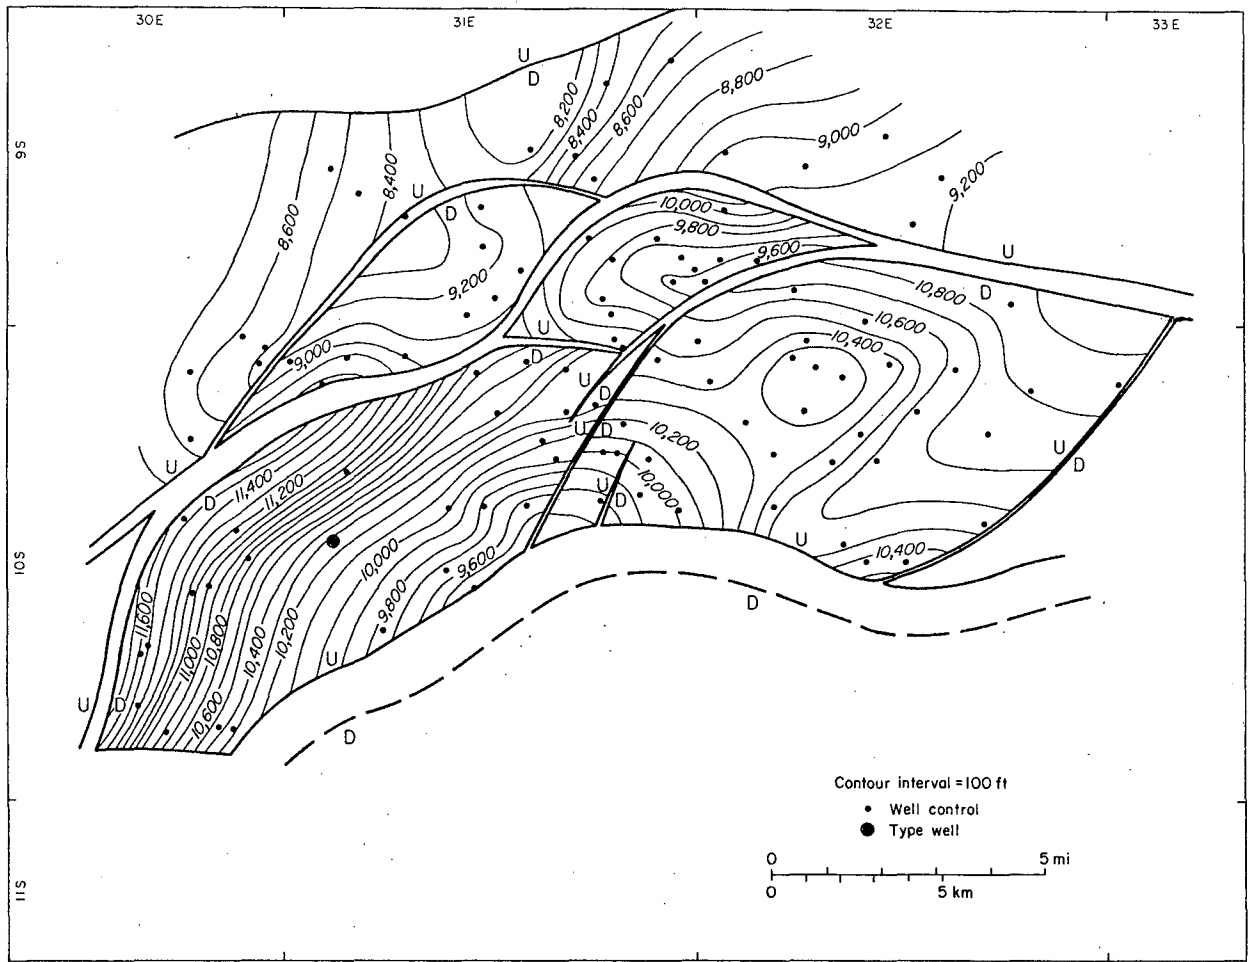 30E 31E 32E 33E
U
D
8,200
8,400
8,600
8,800
9,000
9,200
9S
8,400
8,600
U
D
10,000
9,800
9,600
U
D
9,200
9,000
10,800
10,600
10,400
U
D
U
D
U D
10,200
10,000
U D
U
D
U
D
11,400
11,200
10S
10,000
9,600
9,800
U
10,400
D
11,600
11,000
10,800
10,400
10,200
10,600
U
U D
D
Contour interval = 100 ft
Well control
Type well
0 5 mi
0 5 km
11S